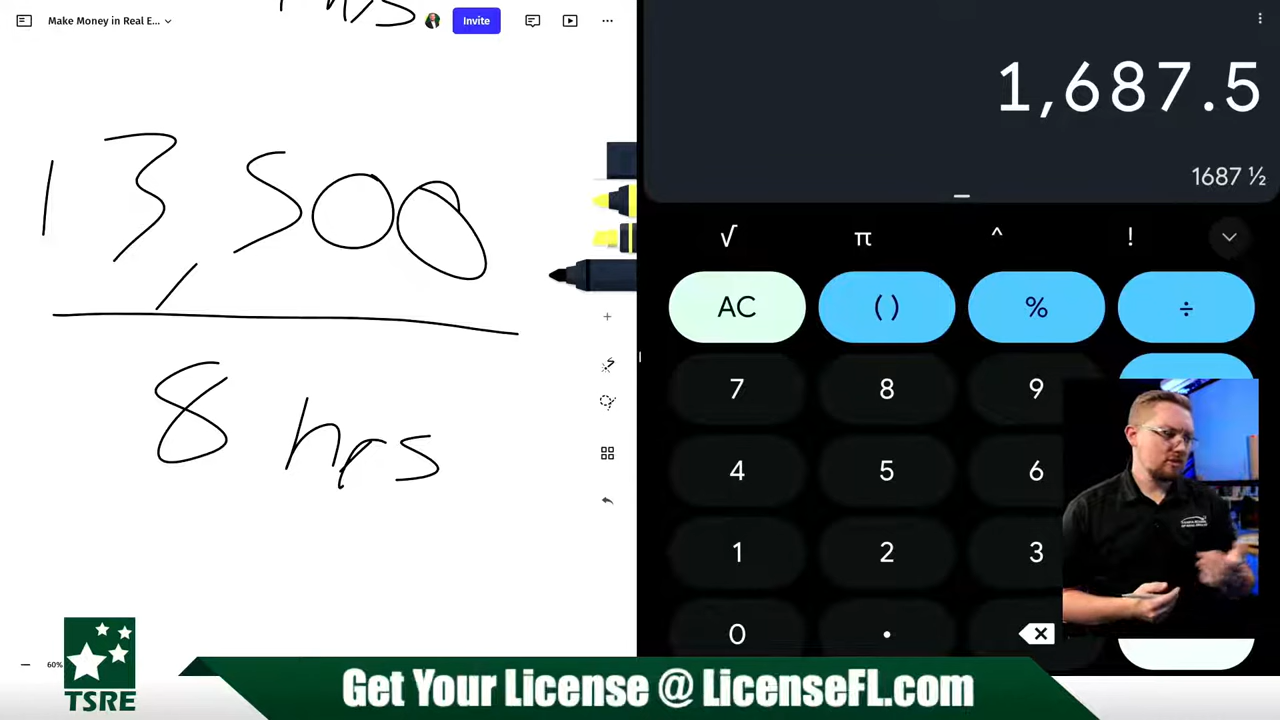 Make Money in Real E...
Invite
hrs
13,500
8 hrs
60%
1,687.5
1687 ½
√ π ^ !
AC ( ) % ÷
7 8 9
4 5 6
1 2 3
0 .
TSRE
Get Your License @ LicenseFL.com